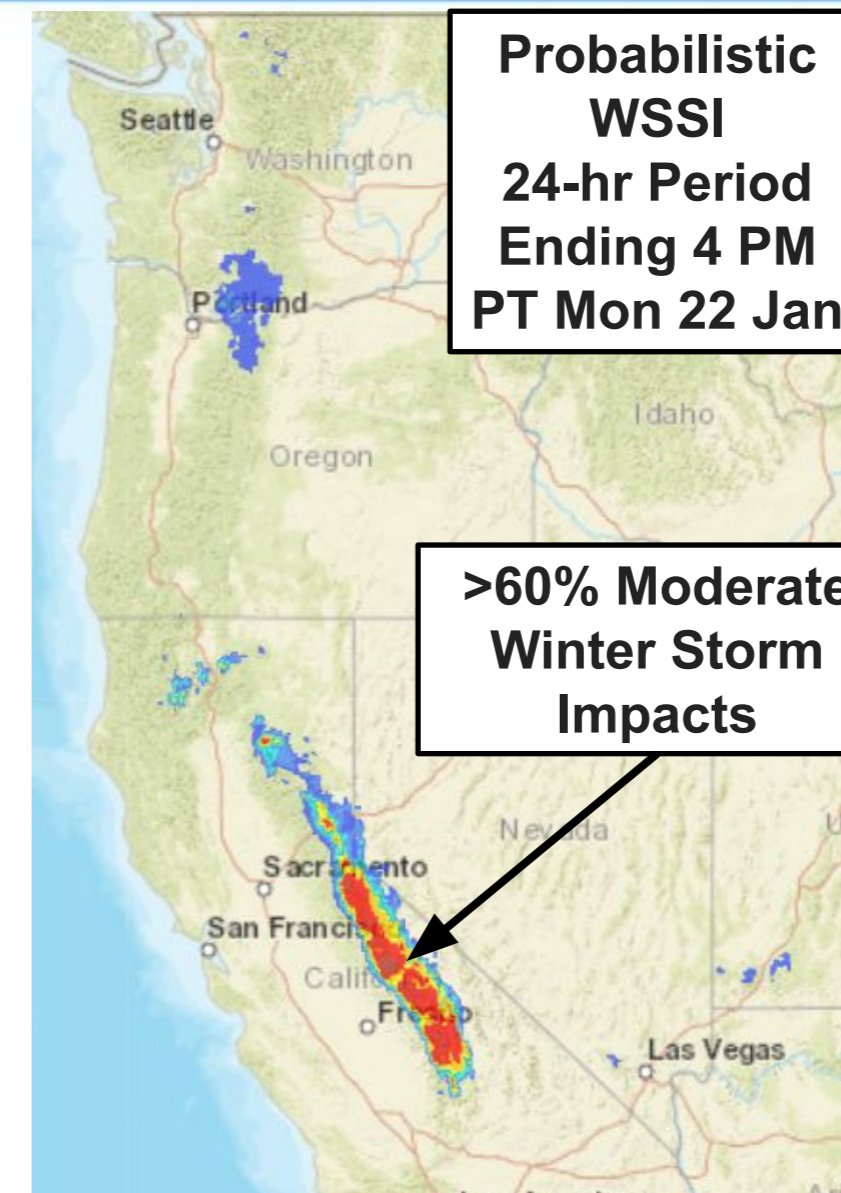 Probabilistic
WSSI
24-hr Period
Ending 4 PM
PT Mon 22 Jan
Seattle
Washington
Portland
Idaho
Oregon
>60% Moderate
Winter Storm
Impacts
Nevada
U
Sacramento
San Francisco
California
Fresno
Las Vegas